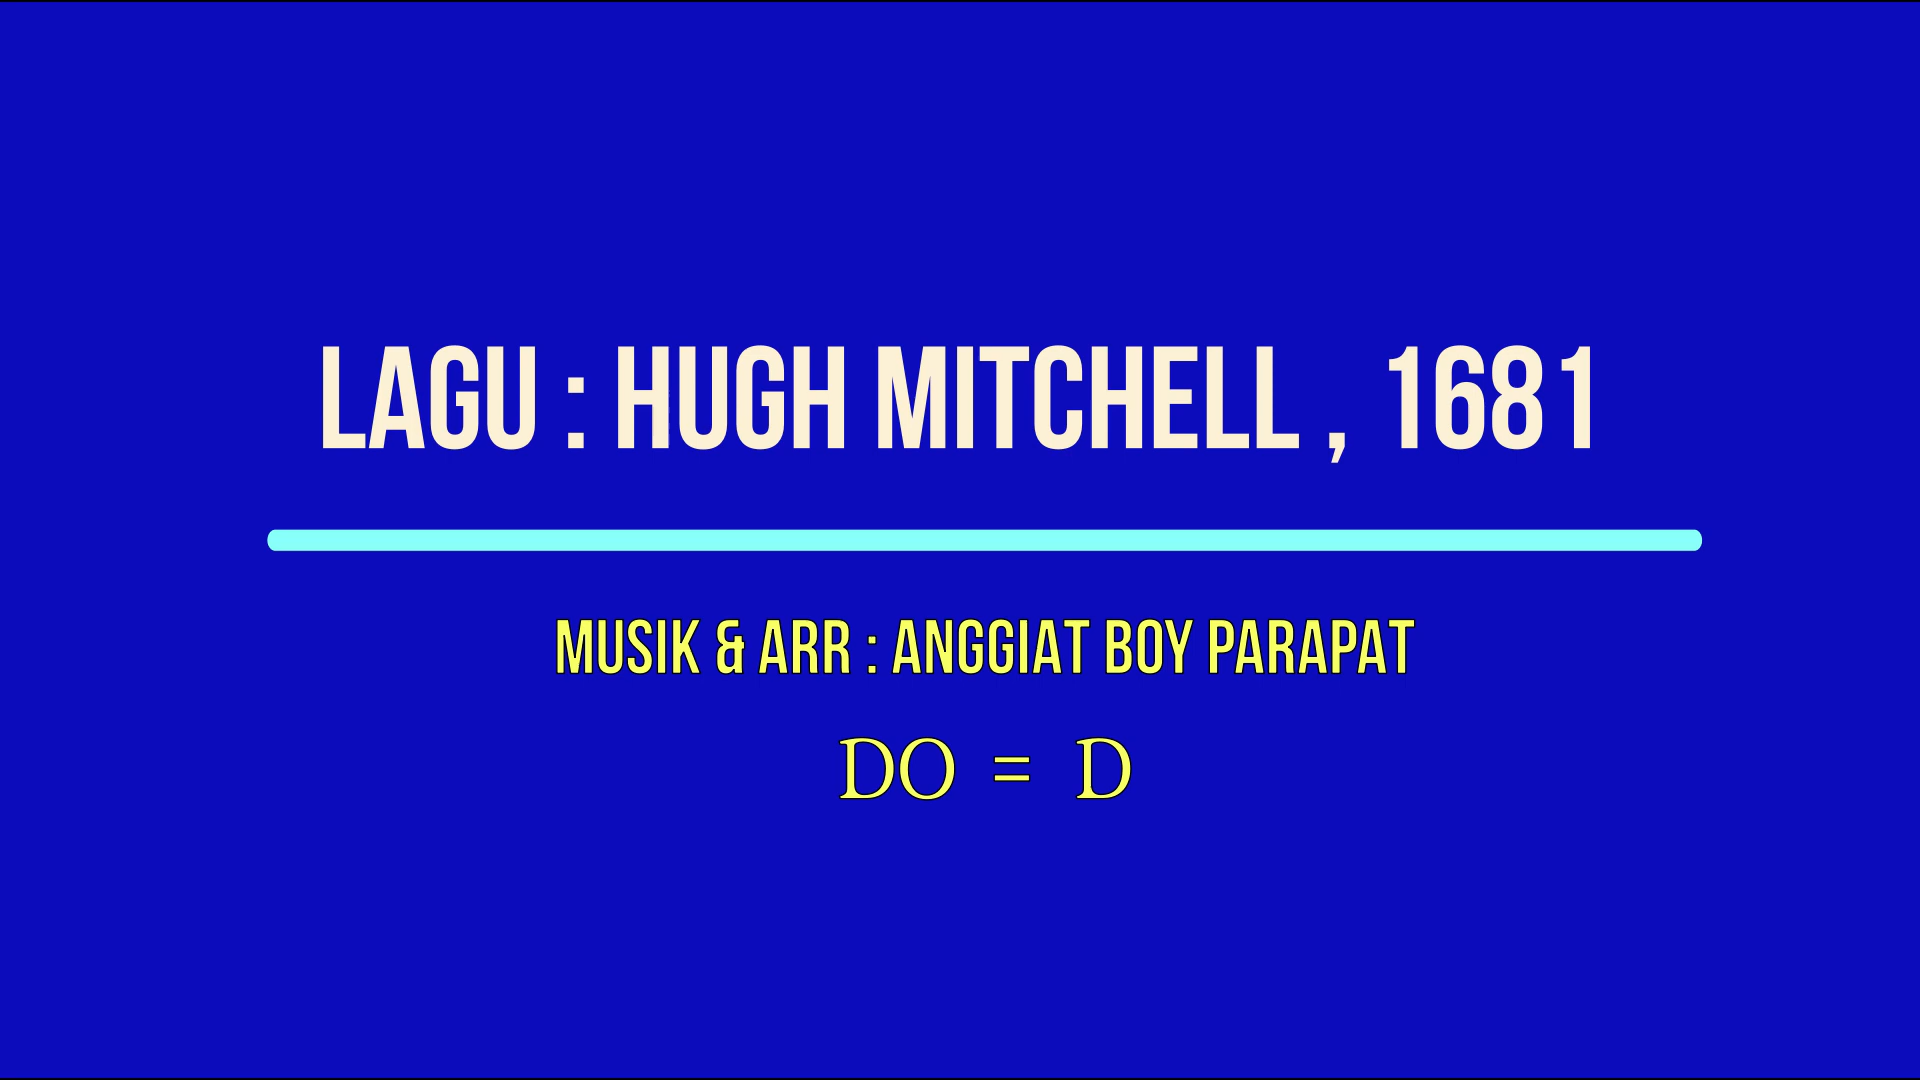 LAGU : HUGH MITCHELL , 1681
MUSIK & ARR : ANGGIAT BOY PARAPAT
DO = D